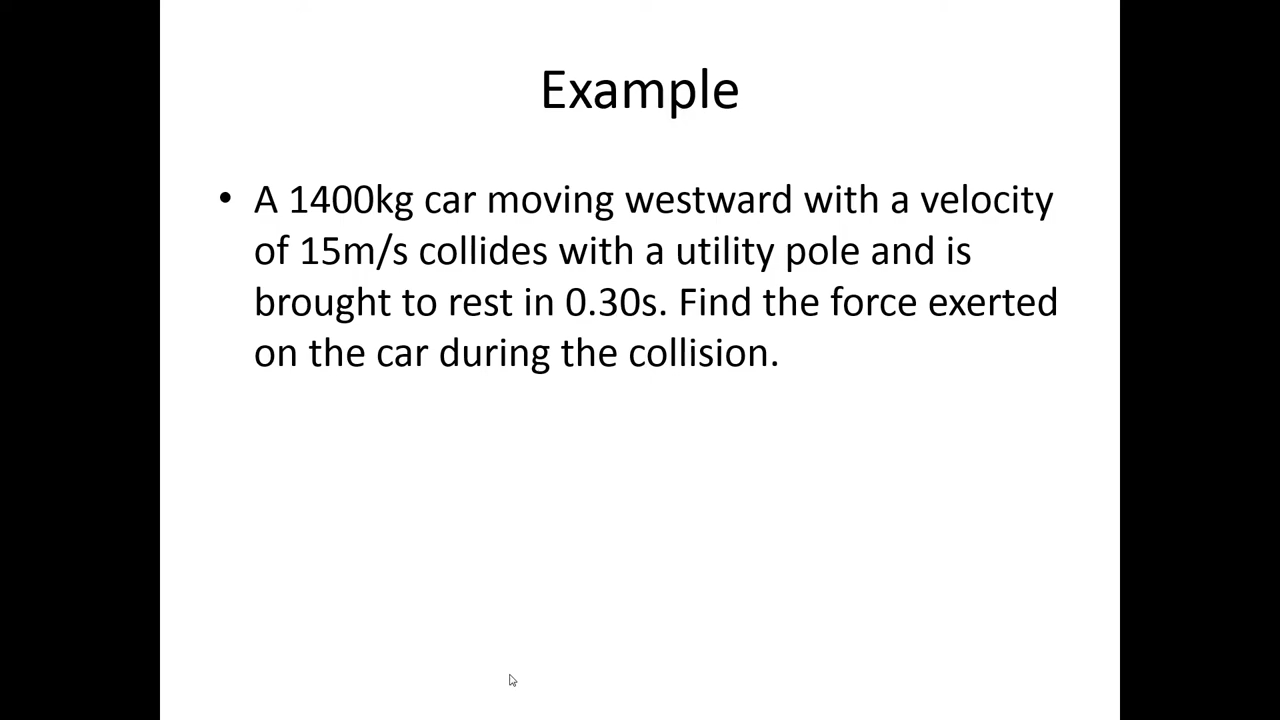 Example
• A 1400kg car moving westward with a velocity
of 15m/s collides with a utility pole and is
brought to rest in 0.30s. Find the force exerted
on the car during the collision.